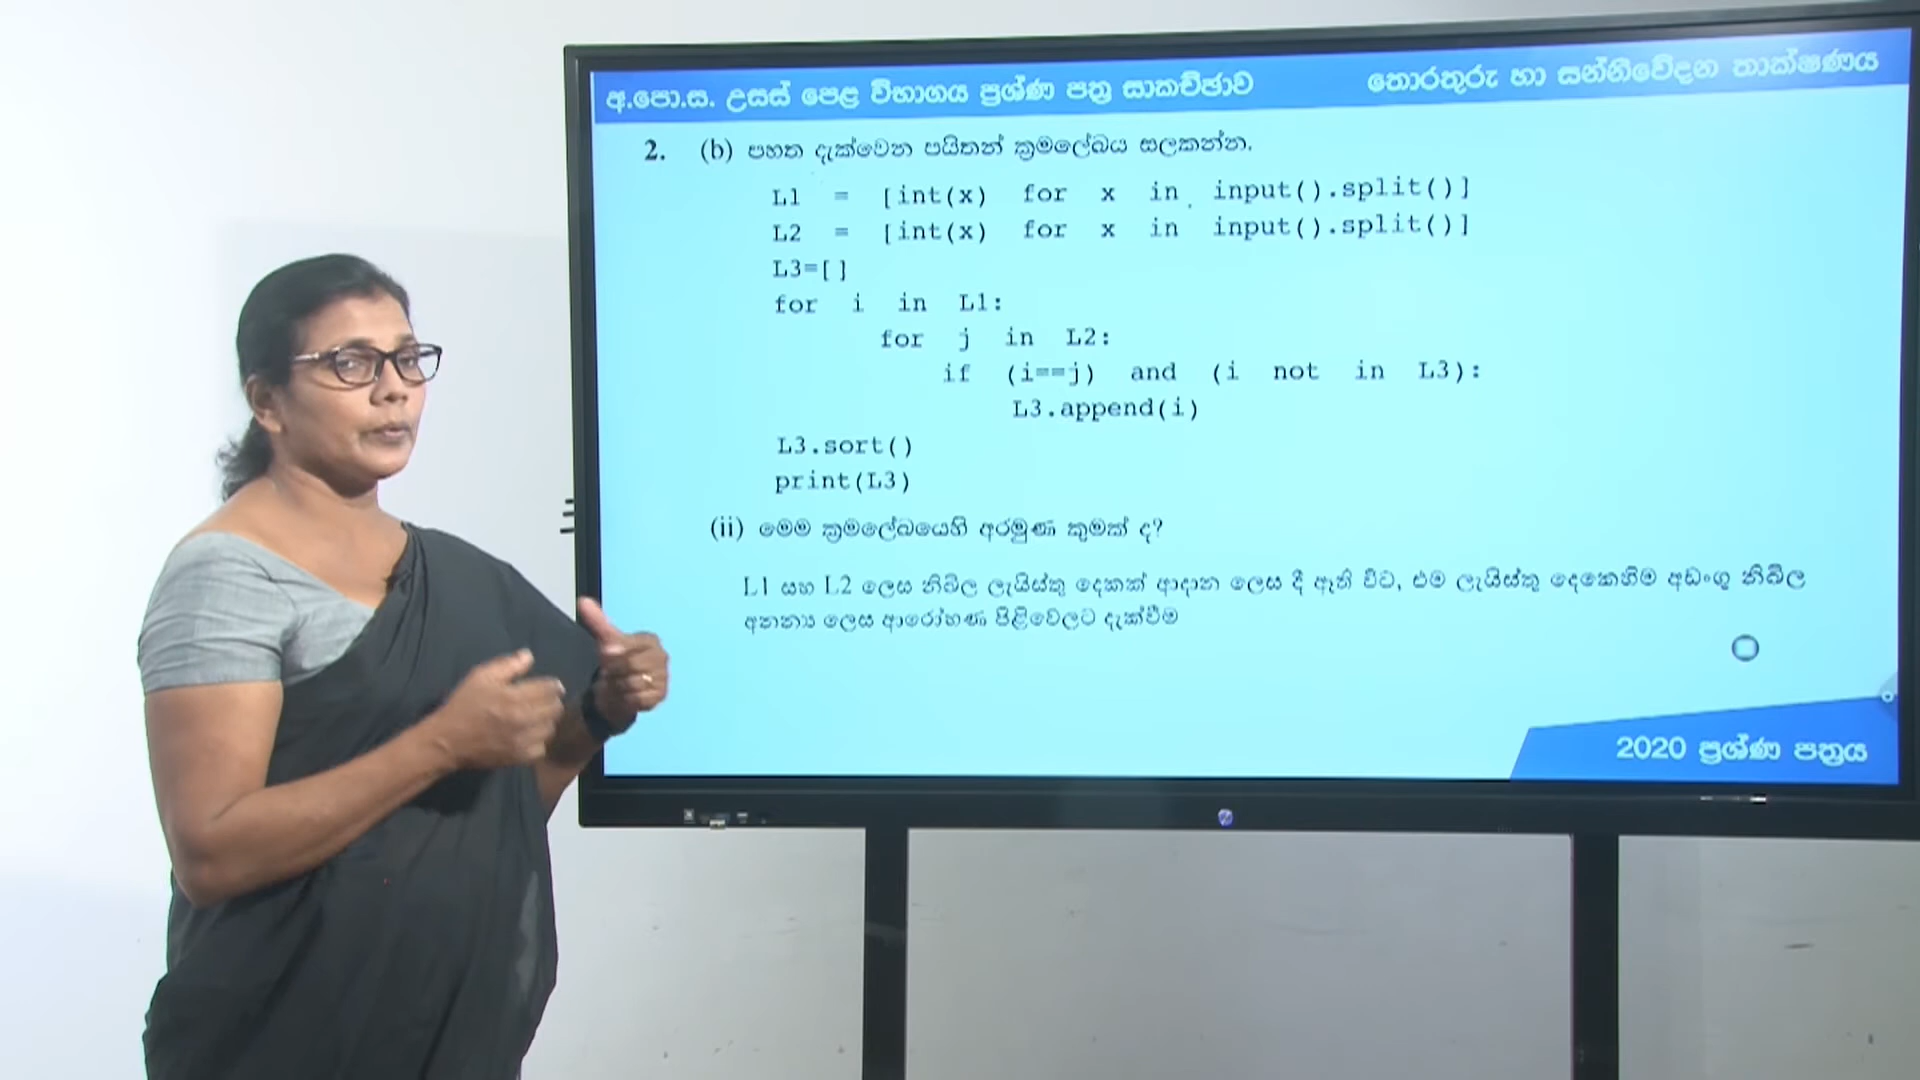 අ.පො.ස. උසස් පෙළ විභාගය ප්‍රශ්ණ පත්‍ර සාකච්ඡාව තොරතුරු හා සන්නිවේදන තාක්ෂණය
2. (b) පහත දැක්වෙන පයිතන් ක්‍රමලේඛය සලකන්න.
L1 = [int(x) for x in input().split()]
L2 = [int(x) for x in input().split()]
L3=[]
for i in L1:
for j in L2:
if (i==j) and (i not in L3):
L3.append(i)
L3.sort()
print(L3)
(ii) මෙම ක්‍රමලේඛයෙහි අරමුණ කුමක් ද?
L1 සහ L2 ලෙස නිඛිල ලැයිස්තු දෙකක් ආදාන ලෙස දී ඇති විට, එම ලැයිස්තු දෙකෙහිම අඩංගු නිඛිල
අනන්‍ය ලෙස ආරෝහණ පිළිවෙලට දැක්වීම
2020 ප්‍රශ්ණ පත්‍රය